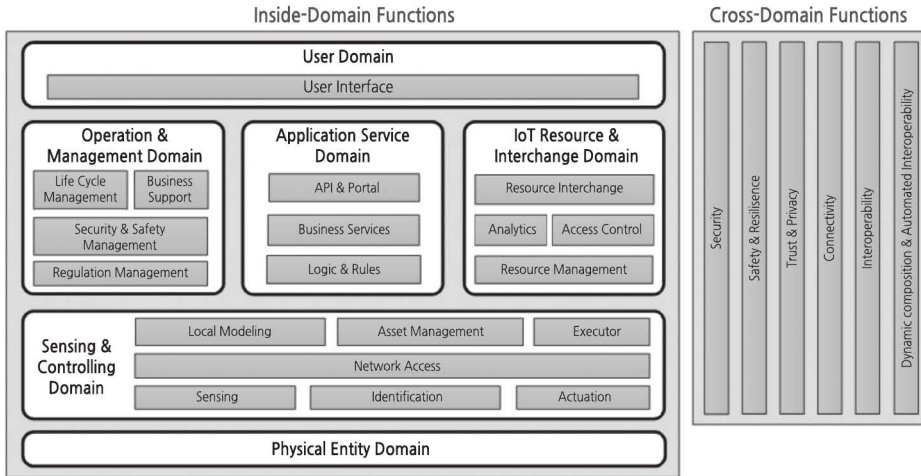 Inside-Domain Functions
User Domain
User Interface
Operation &
Management Domain
Life Cycle
Management
Business
Support
Security & Safety
Management
Regulation Management
Application Service
Domain
API & Portal
Business Services
Logic & Rules
IoT Resource &
Interchange Domain
Resource Interchange
Analytics
Access Control
Resource Management
Sensing &
Controlling
Domain
Local Modeling
Asset Management
Executor
Network Access
Sensing
Identification
Actuation
Physical Entity Domain
Cross-Domain Functions
Security
Safety & Resilisence
Trust & Privacy
Connectivity
Interoperability
Dynamic composition & Automated Interoperability